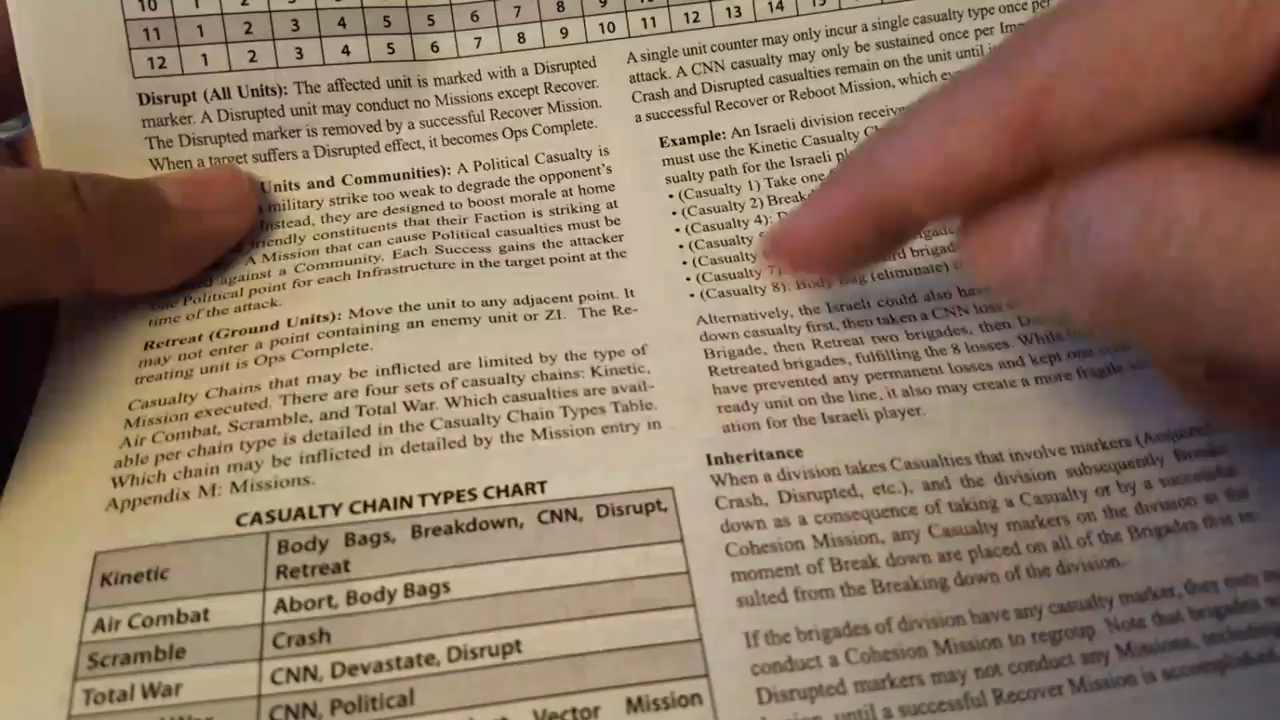 10 1
11 1 2 3 4 5 5 6 7 8 9
12 1 2 3 4 5 6 7 8 9 10 11 12 13 14
Disrupt (All Units): The affected unit is marked with a Disrupted
marker. A Disrupted unit may conduct no Missions except Recover.
The Disrupted marker is removed by a successful Recover Mission.
When a target suffers a Disrupted effect, it becomes Ops Complete.
Units and Communities): A Political Casualty is
military strike too weak to degrade the opponent's
Instead, they are designed to boost morale at home
friendly constituents that their Faction is striking at
A Mission that can cause Political casualties must be
against a Community. Each Success gains the attacker
one Political point for each Infrastructure in the target point at the
time of the attack.
Retreat (Ground Units): Move the unit to any adjacent point. It
may not enter a point containing an enemy unit or ZI. The Re-
treating unit is Ops Complete.
Casualty Chains that may be inflicted are limited by the type of
Mission executed. There are four sets of casualty chains: Kinetic,
Air Combat, Scramble, and Total War. Which casualties are avail-
able per chain type is detailed in the Casualty Chain Types Table.
Which chain may be inflicted in detailed by the Mission entry in
Appendix M: Missions.
CASUALTY CHAIN TYPES CHART
Kinetic Body Bags, Breakdown, CNN, Disrupt,
Retreat
Air Combat Abort, Body Bags
Scramble Crash
Total War CNN, Devastate, Disrupt
CNN, Political
Vector Mission
A single unit counter may only incur a single casualty type once per
attack. A CNN casualty may only be sustained once per
Crash and Disrupted casualties remain on the unit until
a successful Recover or Reboot Mission, which
Example: An Israeli division
must use the Kinetic Casualty
sualty path for the Israeli
• (Casualty 1) Take one
• (Casualty 2)
• (Casualty 4):
• (Casualty
• (Casualty
• (Casualty 7)
• (Casualty 8): Body Bag (eliminate)
Alternatively, the Israeli could also have
down casualty first, then taken a CNN loss
Brigade, then Retreat two brigades, then
Retreated brigades, fulfilling the 8 losses. While
have prevented any permanent losses and kept one
ready unit on the line, it also may create a more fragile
ation for the Israeli player.
Inheritance
When a division takes Casualties that involve markers
Crash, Disrupted, etc.), and the division subsequently
down as a consequence of taking a Casualty or by a successful
Cohesion Mission, any Casualty markers on the division at the
moment of Break down are placed on all of the Brigades that re-
sulted from the Breaking down of the division.
If the brigades of division have any casualty marker, they
conduct a Cohesion Mission to regroup. Note that brigades
Disrupted markers may not conduct any Missions, including
until a successful Recover Mission is accomplished